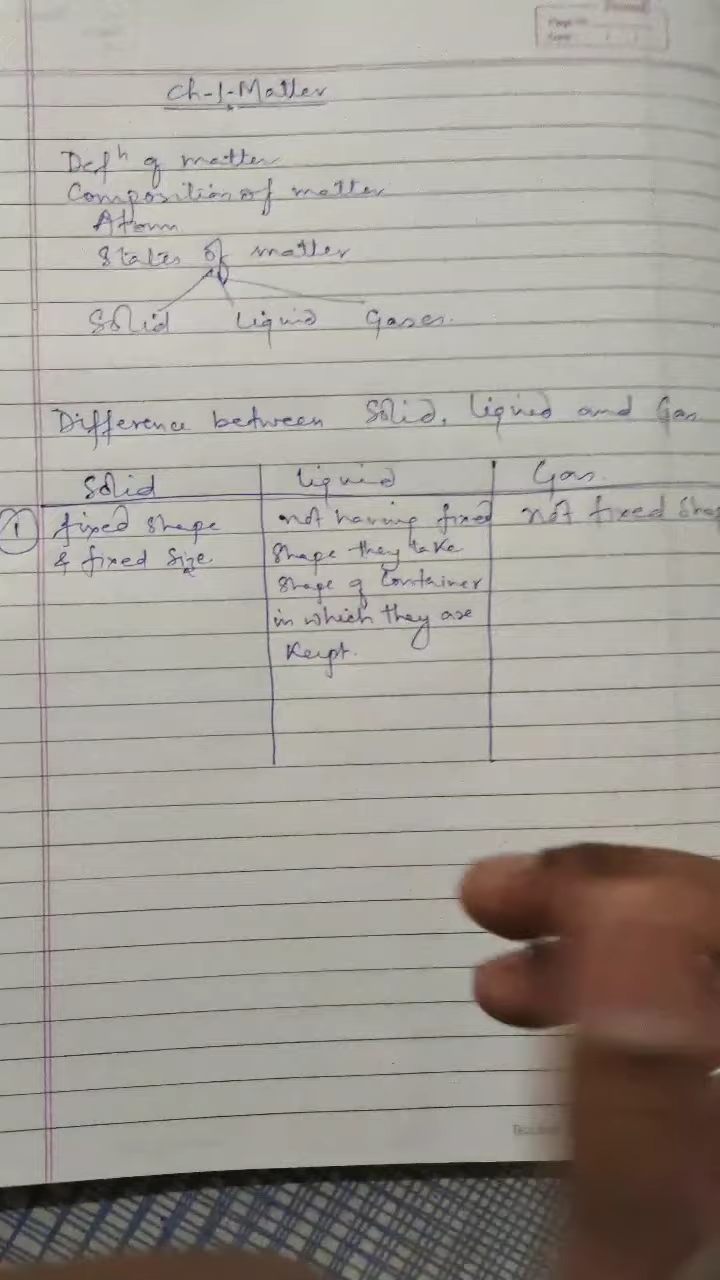 Ch-1-Matter
Defn of matter
Composition of matter
Atom
States of matter
Solid liquid Gases.
Difference between Solid, liquid and Gas
Solid liquid Gas.
① fixed shape not having fixed not fixed Shap
& fixed size shape they take
shape of container
in which they are
Keipt.